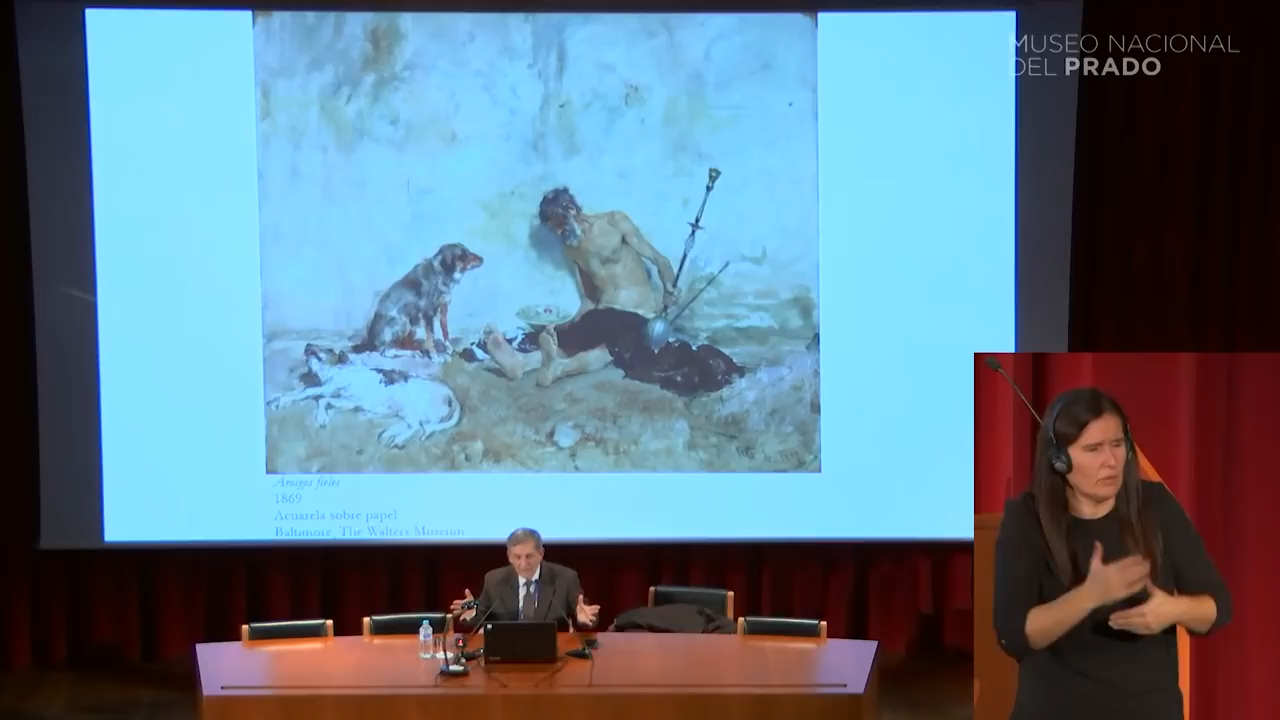 MUSEO NACIONAL
DEL PRADO
Amigos fieles
1869
Acuarela sobre papel
Baltimore, The Walters Museum